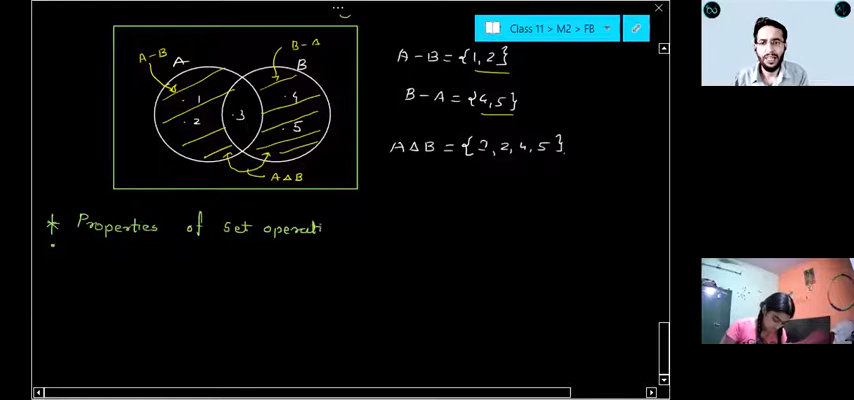 Class 11 > M2 > FB
A-B
A
B-A
B
1
2
3
4
5
A Δ B
A-B = {1,2}
B-A = {4,5}
A Δ B = {1, 2, 4, 5}
* Properties of set operati